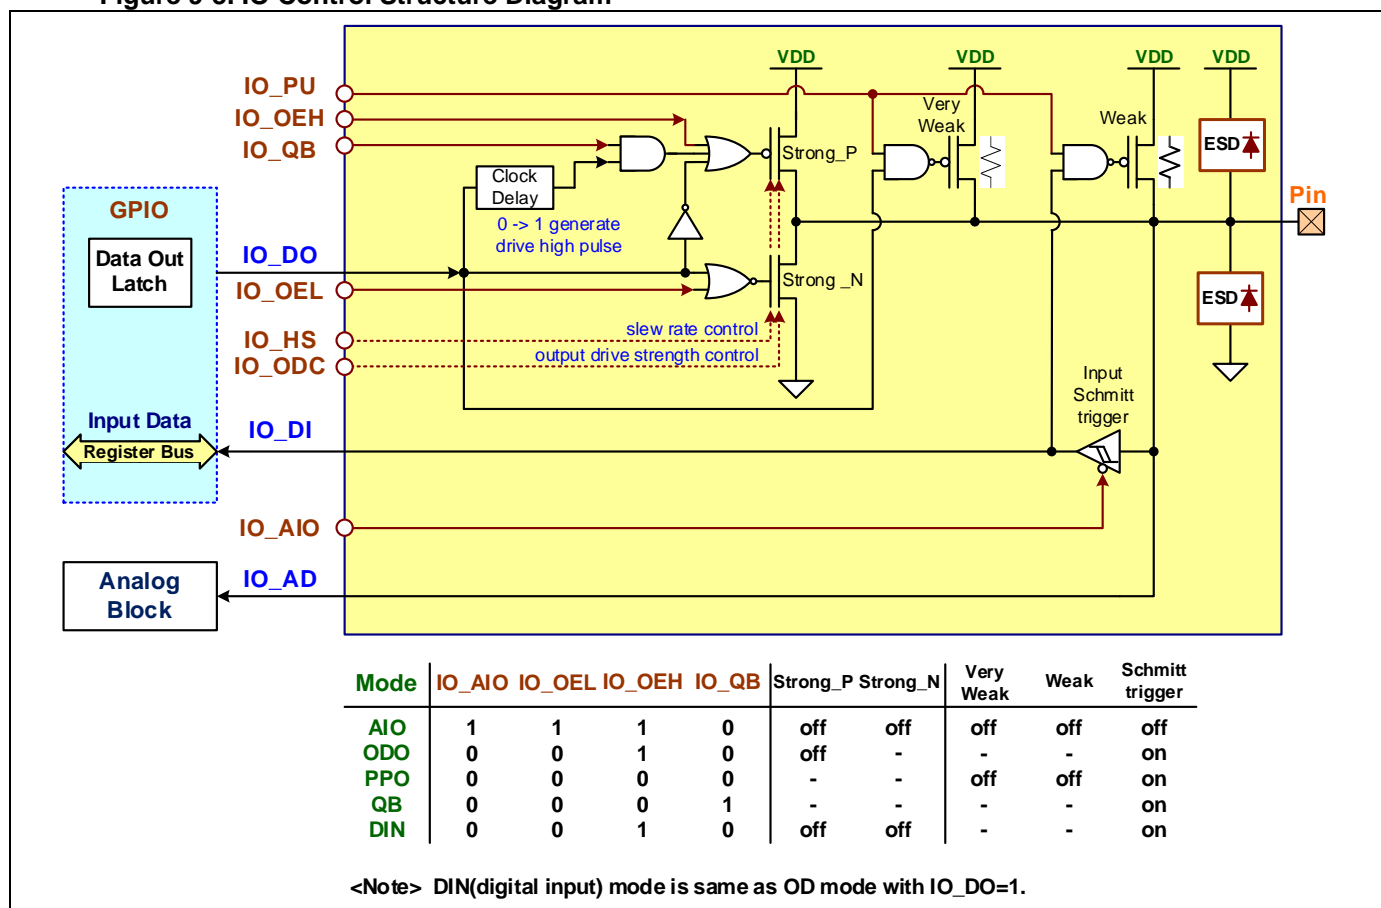 Figure 9-3. IO Control Structure Diagram
VDD
VDD
VDD
VDD
IO_PU
IO_OEH
IO_QB
Very
Weak
Weak
Strong_P
ESD
Clock
Delay
0 -> 1 generate
drive high pulse
GPIO
Pin
Data Out
Latch
IO_DO
IO_OEL
Strong _N
ESD
IO_HS
IO_ODC
slew rate control
output drive strength control
Input
Schmitt
trigger
Input Data
Register Bus
IO_DI
IO_AIO
Analog
Block
IO_AD
Mode IO_AIO IO_OEL IO_OEH IO_QB Strong_P Strong_N Very Weak Weak Schmitt trigger
AIO 1 1 1 0 off off off off off
ODO 0 0 1 0 off - - - on
PPO 0 0 0 0 - - off off on
QB 0 0 0 1 - - - - on
DIN 0 0 1 0 off off - - on
<Note> DIN(digital input) mode is same as OD mode with IO_DO=1.